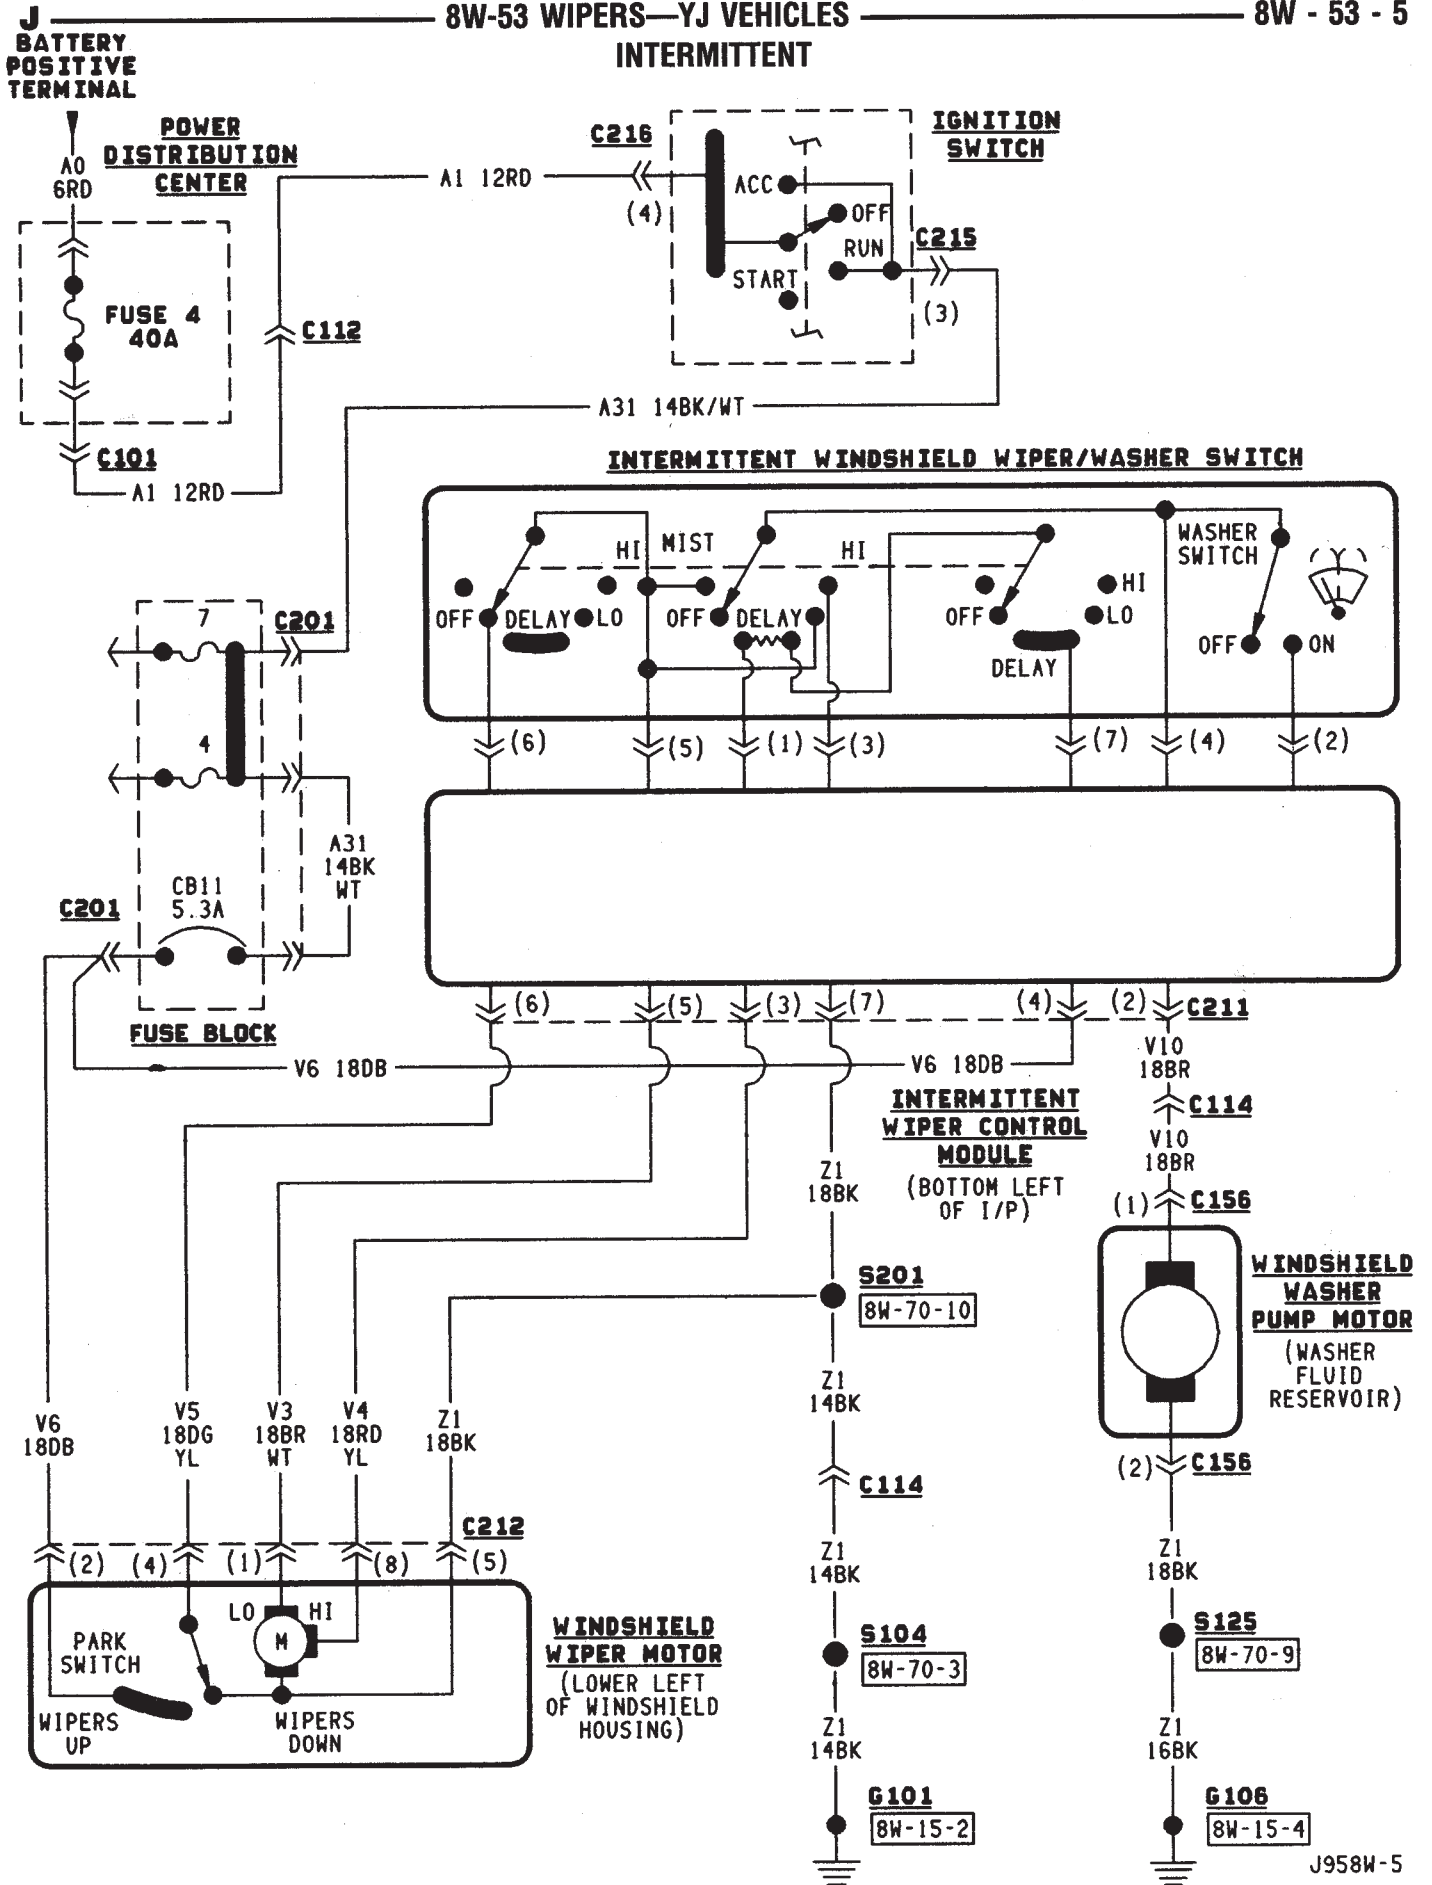 J 8W-53 WIPERS—YJ VEHICLES 8W - 53 - 5
INTERMITTENT
BATTERY
POSITIVE
TERMINAL
A0
6RD
POWER
DISTRIBUTION
CENTER
FUSE 4
40A
C101
A1 12RD
C112
A1 12RD
C216
(4)
IGNITION
SWITCH
ACC
OFF
RUN
START
C215
(3)
A31 14BK/WT
INTERMITTENT WINDSHIELD WIPER/WASHER SWITCH
HI
MIST
HI
WASHER
SWITCH
HI
OFF
DELAY
LO
OFF
DELAY
OFF
LO
DELAY
OFF
ON
(6)
(5)
(1)
(3)
(7)
(4)
(2)
7
C201
4
A31
14BK
WT
CB11
5.3A
C201
FUSE BLOCK
(6)
(5)
(3)
(7)
(4)
(2)
C211
V6 18DB
V6 18DB
V10
18BR
C114
V10
18BR
INTERMITTENT
WIPER CONTROL
MODULE
(BOTTOM LEFT
OF I/P)
(1)
C156
WINDSHIELD
WASHER
PUMP MOTOR
(WASHER
FLUID
RESERVOIR)
(2)
C156
Z1
18BK
S201
8W-70-10
Z1
14BK
C114
Z1
14BK
S104
8W-70-3
Z1
14BK
G101
8W-15-2
Z1
18BK
S125
8W-70-9
Z1
16BK
G106
8W-15-4
V6
18DB
V5
18DG
YL
V3
18BR
WT
V4
18RD
YL
Z1
18BK
C212
(2)
(4)
(1)
(8)
(5)
LO
HI
M
PARK
SWITCH
WIPERS
UP
WIPERS
DOWN
WINDSHIELD
WIPER MOTOR
(LOWER LEFT
OF WINDSHIELD
HOUSING)
J958W-5